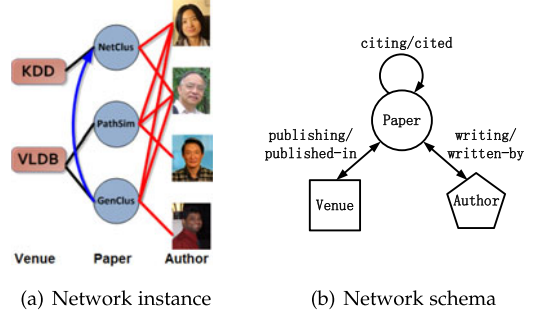 KDD
VLDB
NetClus
PathSim
GenClus
Venue Paper Author
(a) Network instance
citing/cited
Paper
publishing/
published-in
writing/
written-by
Venue
Author
(b) Network schema